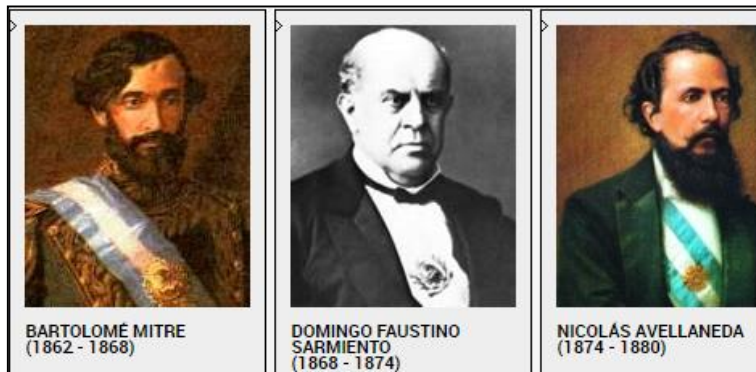 BARTOLOMÉ MITRE
(1862 - 1868)
DOMINGO FAUSTINO
SARMIENTO
(1868 - 1874)
NICOLÁS AVELLANEDA
(1874 - 1880)